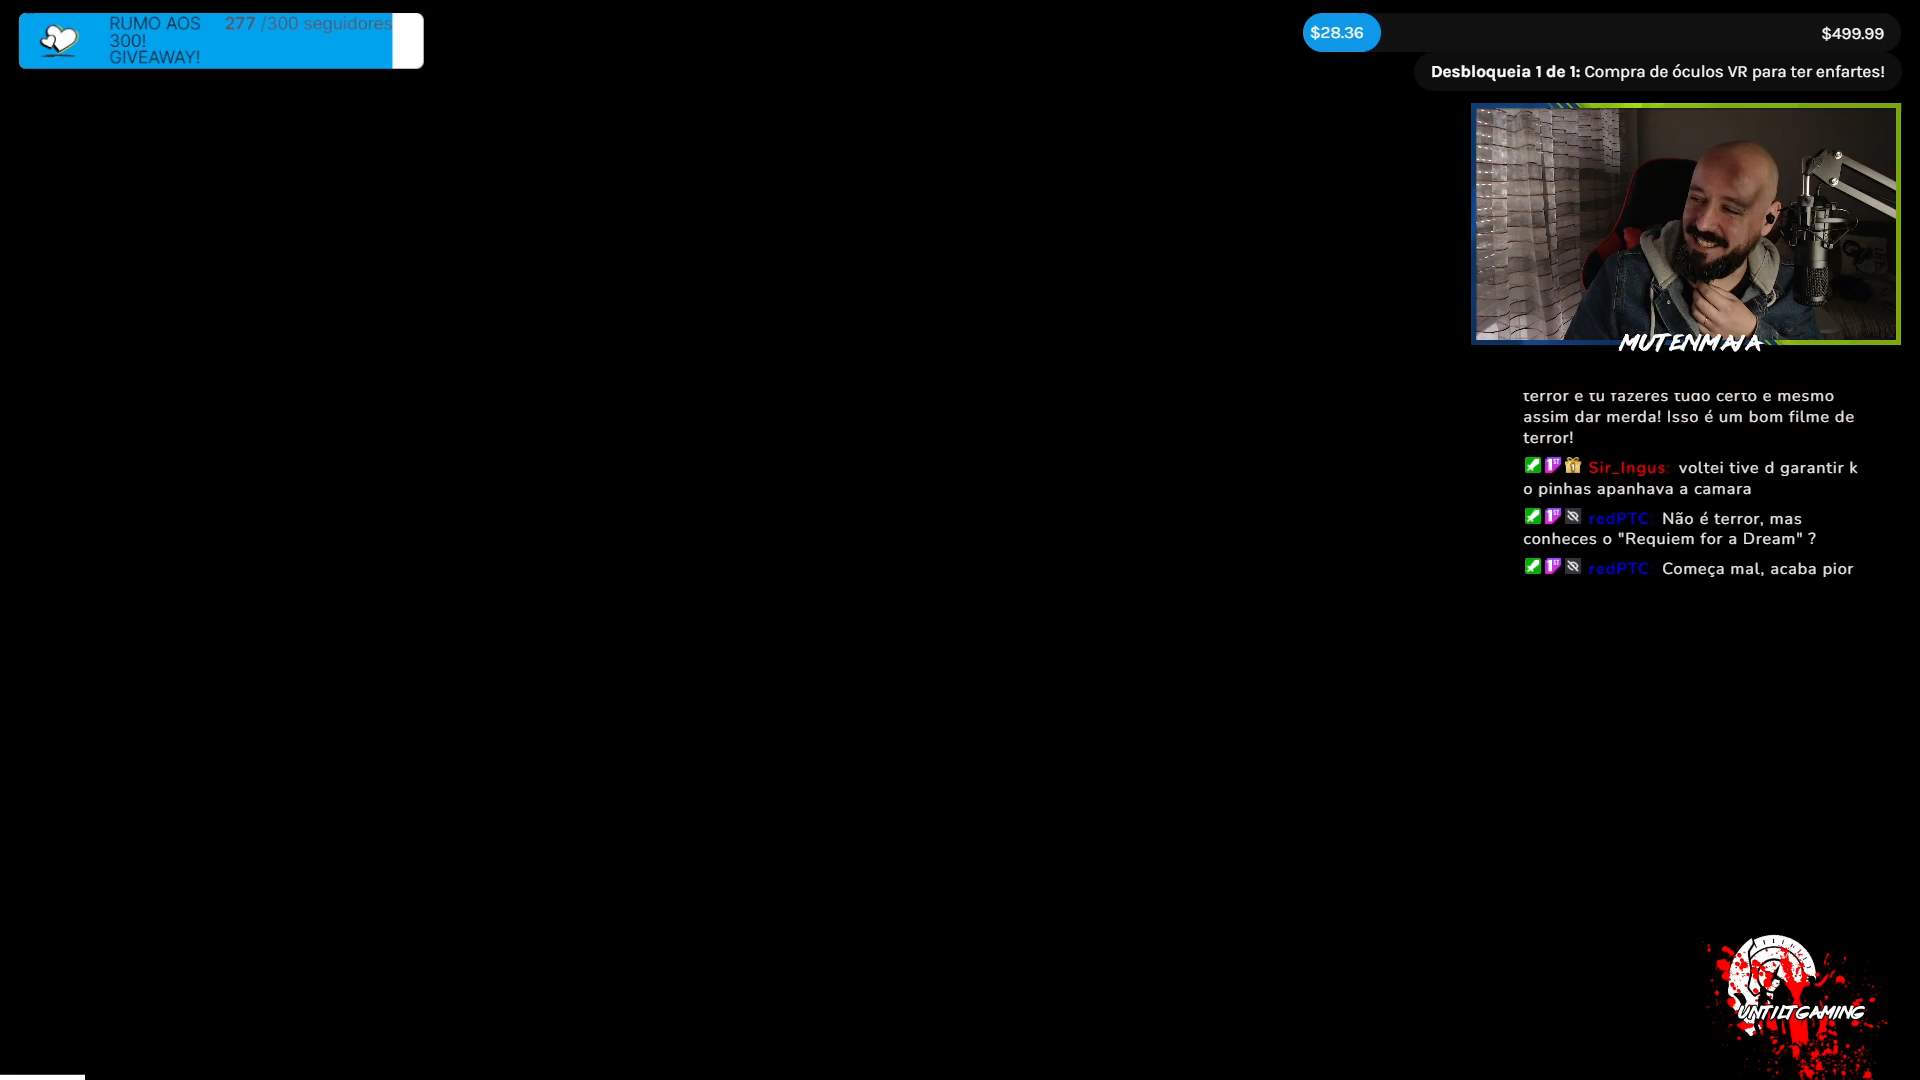 RUMO AOS 300! GIVEAWAY!
277 /300 seguidores
$28.36
$499.99
Desbloqueia 1 de 1: Compra de óculos VR para ter enfartes!
MUTENMAIA
terror e tu fazeres tudo certo e mesmo
assim dar merda! Isso é um bom filme de
terror!
Sir_Ingus: voltei tive d garantir k
o pinhas apanhava a camara
redPTC: Não é terror, mas
conheces o "Requiem for a Dream" ?
redPTC: Começa mal, acaba pior
UNTILTGAMING